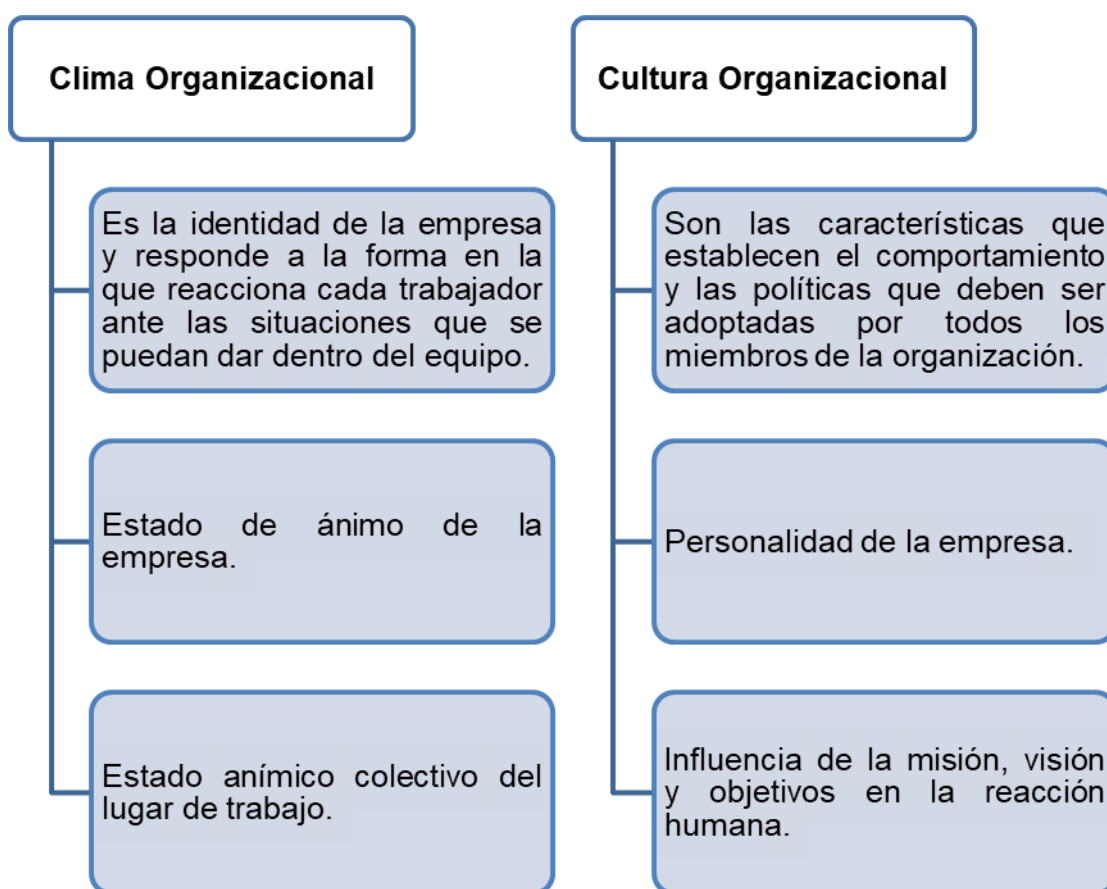 Clima Organizacional
Es la identidad de la empresa
y responde a la forma en la
que reacciona cada trabajador
ante las situaciones que se
puedan dar dentro del equipo.
Estado de ánimo de la
empresa.
Estado anímico colectivo del
lugar de trabajo.
Cultura Organizacional
Son las características que
establecen el comportamiento
y las políticas que deben ser
adoptadas por todos los
miembros de la organización.
Personalidad de la empresa.
Influencia de la misión, visión
y objetivos en la reacción
humana.